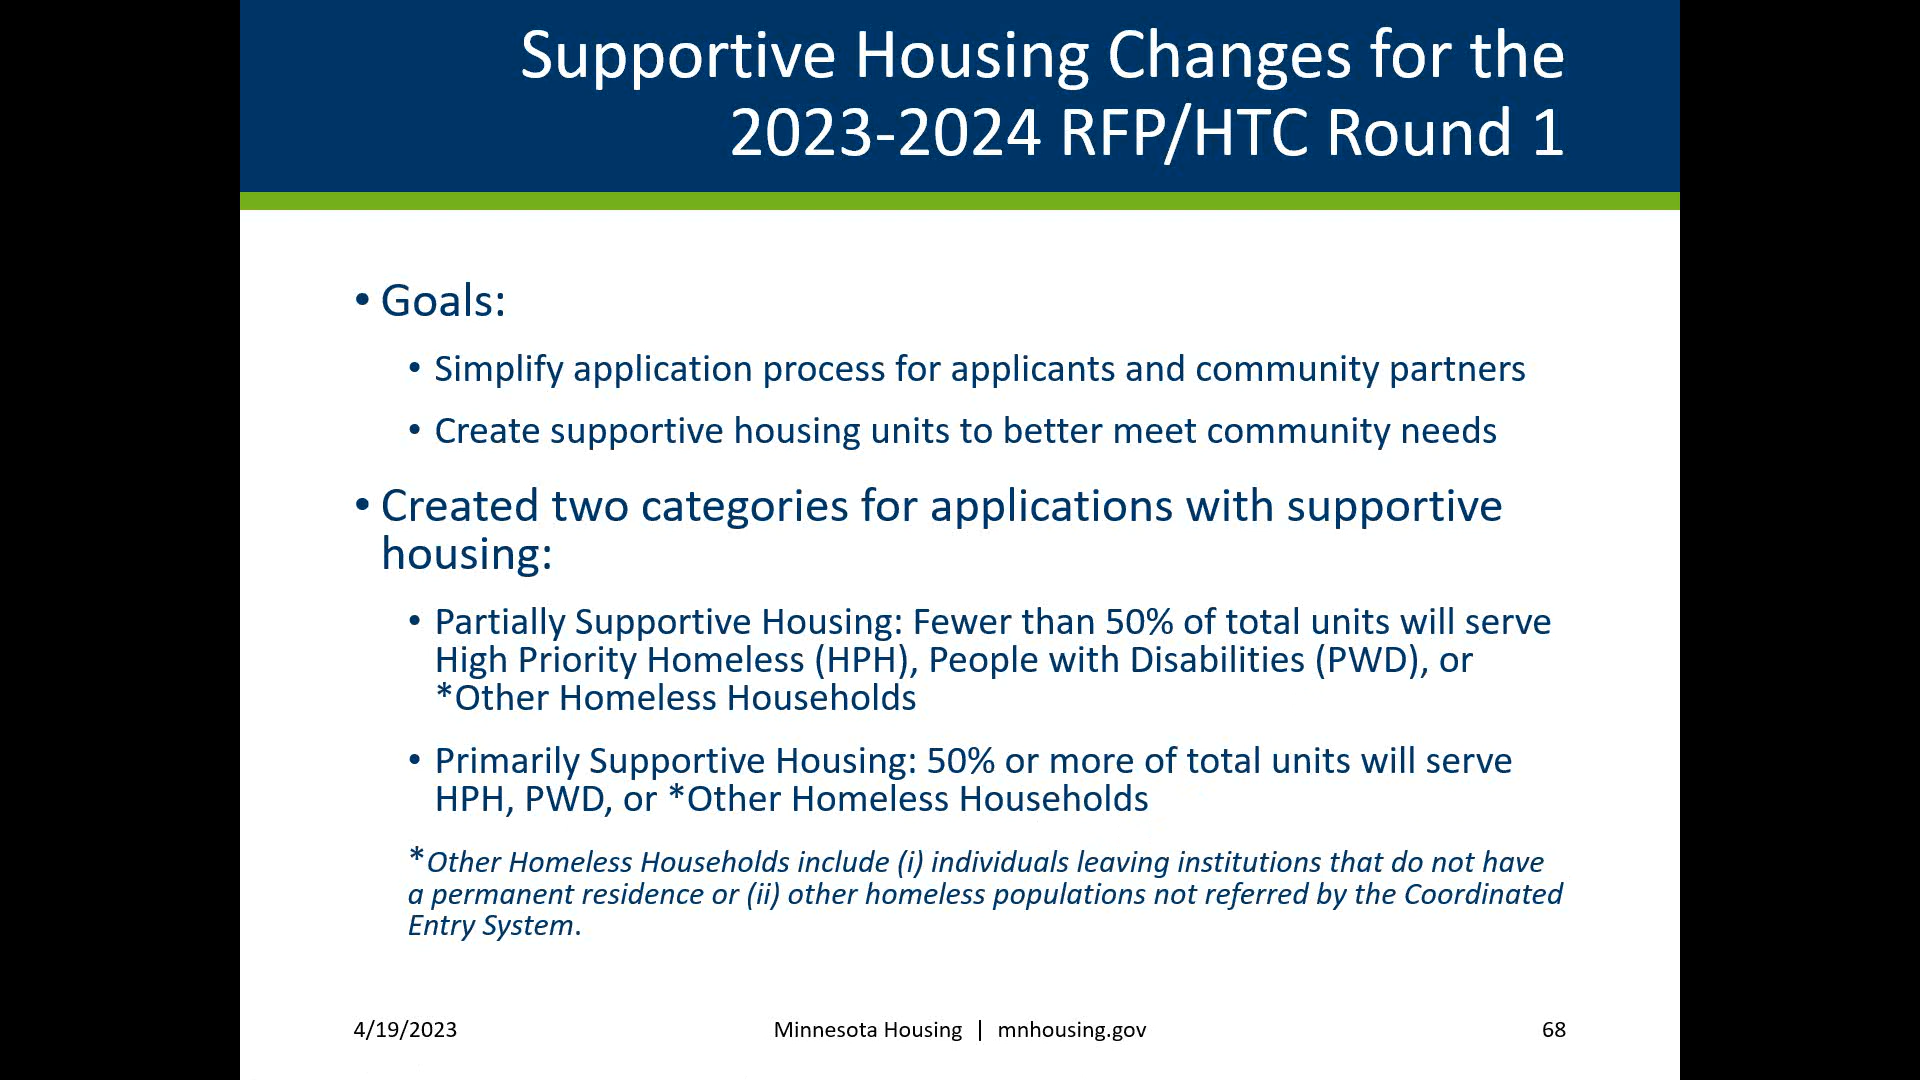 Supportive Housing Changes for the
2023-2024 RFP/HTC Round 1
• Goals:
• Simplify application process for applicants and community partners
• Create supportive housing units to better meet community needs
• Created two categories for applications with supportive
housing:
• Partially Supportive Housing: Fewer than 50% of total units will serve
High Priority Homeless (HPH), People with Disabilities (PWD), or
*Other Homeless Households
• Primarily Supportive Housing: 50% or more of total units will serve
HPH, PWD, or *Other Homeless Households
*Other Homeless Households include (i) individuals leaving institutions that do not have
a permanent residence or (ii) other homeless populations not referred by the Coordinated
Entry System.
4/19/2023
Minnesota Housing | mnhousing.gov
68